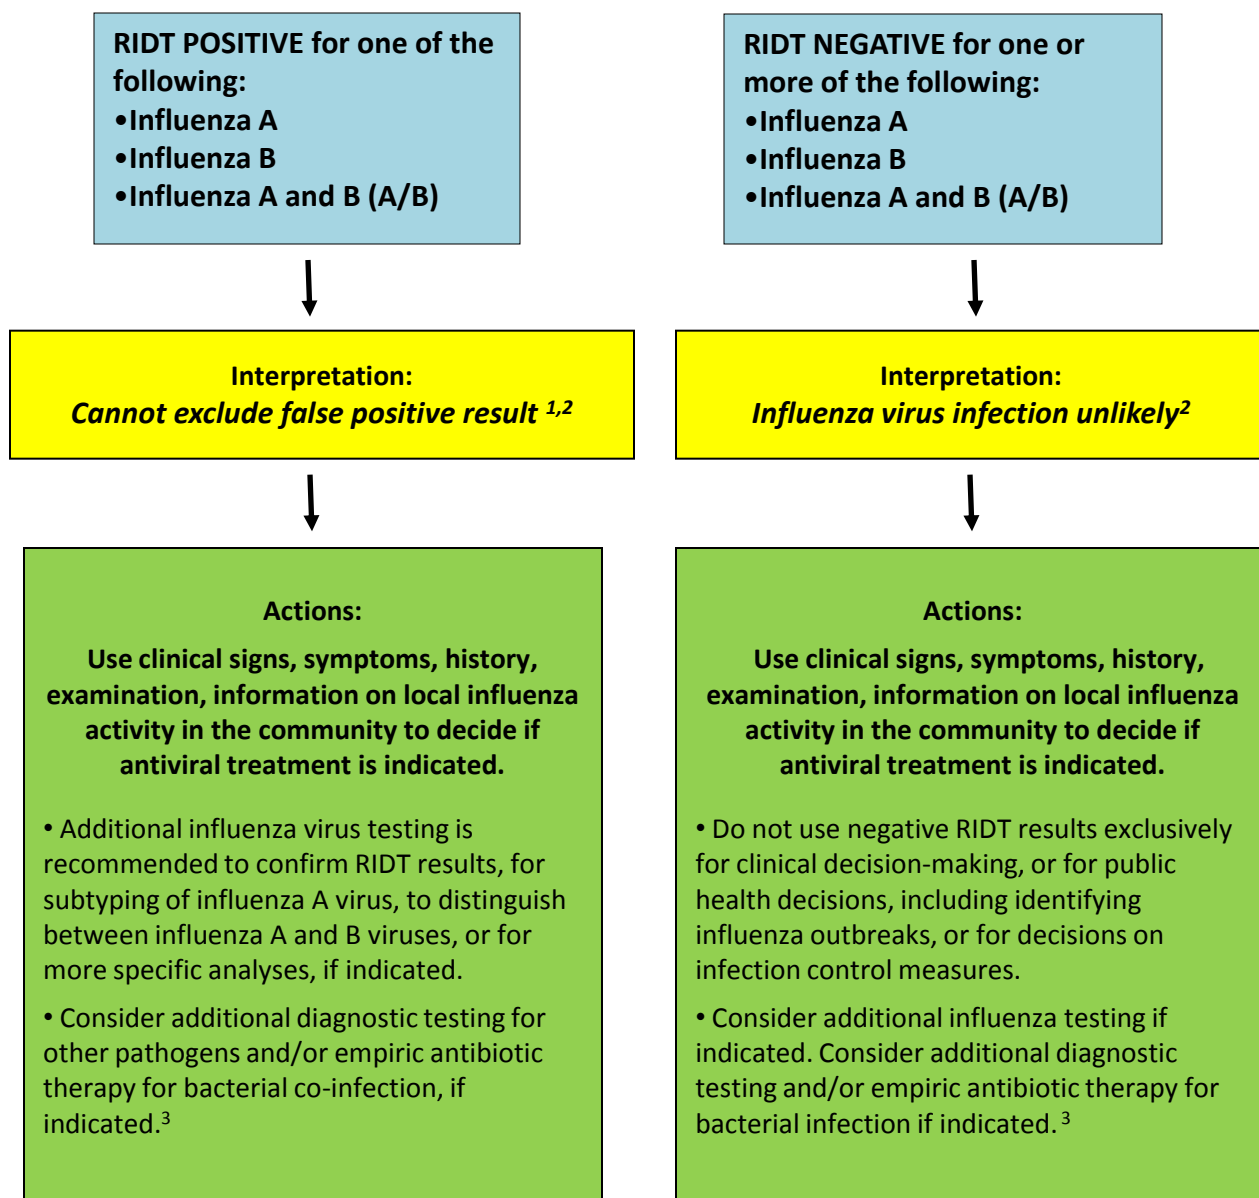 RIDT POSITIVE for one of the
following:
•Influenza A
•Influenza B
•Influenza A and B (A/B)
Interpretation:
Cannot exclude false positive result 1,2
Actions:
Use clinical signs, symptoms, history,
examination, information on local influenza
activity in the community to decide if
antiviral treatment is indicated.
• Additional influenza virus testing is
recommended to confirm RIDT results, for
subtyping of influenza A virus, to distinguish
between influenza A and B viruses, or for
more specific analyses, if indicated.
• Consider additional diagnostic testing for
other pathogens and/or empiric antibiotic
therapy for bacterial co-infection, if
indicated.3
RIDT NEGATIVE for one or
more of the following:
•Influenza A
•Influenza B
•Influenza A and B (A/B)
Interpretation:
Influenza virus infection unlikely2
Actions:
Use clinical signs, symptoms, history,
examination, information on local influenza
activity in the community to decide if
antiviral treatment is indicated.
• Do not use negative RIDT results exclusively
for clinical decision-making, or for public
health decisions, including identifying
influenza outbreaks, or for decisions on
infection control measures.
• Consider additional influenza testing if
indicated. Consider additional diagnostic
testing and/or empiric antibiotic therapy for
bacterial infection if indicated. 3